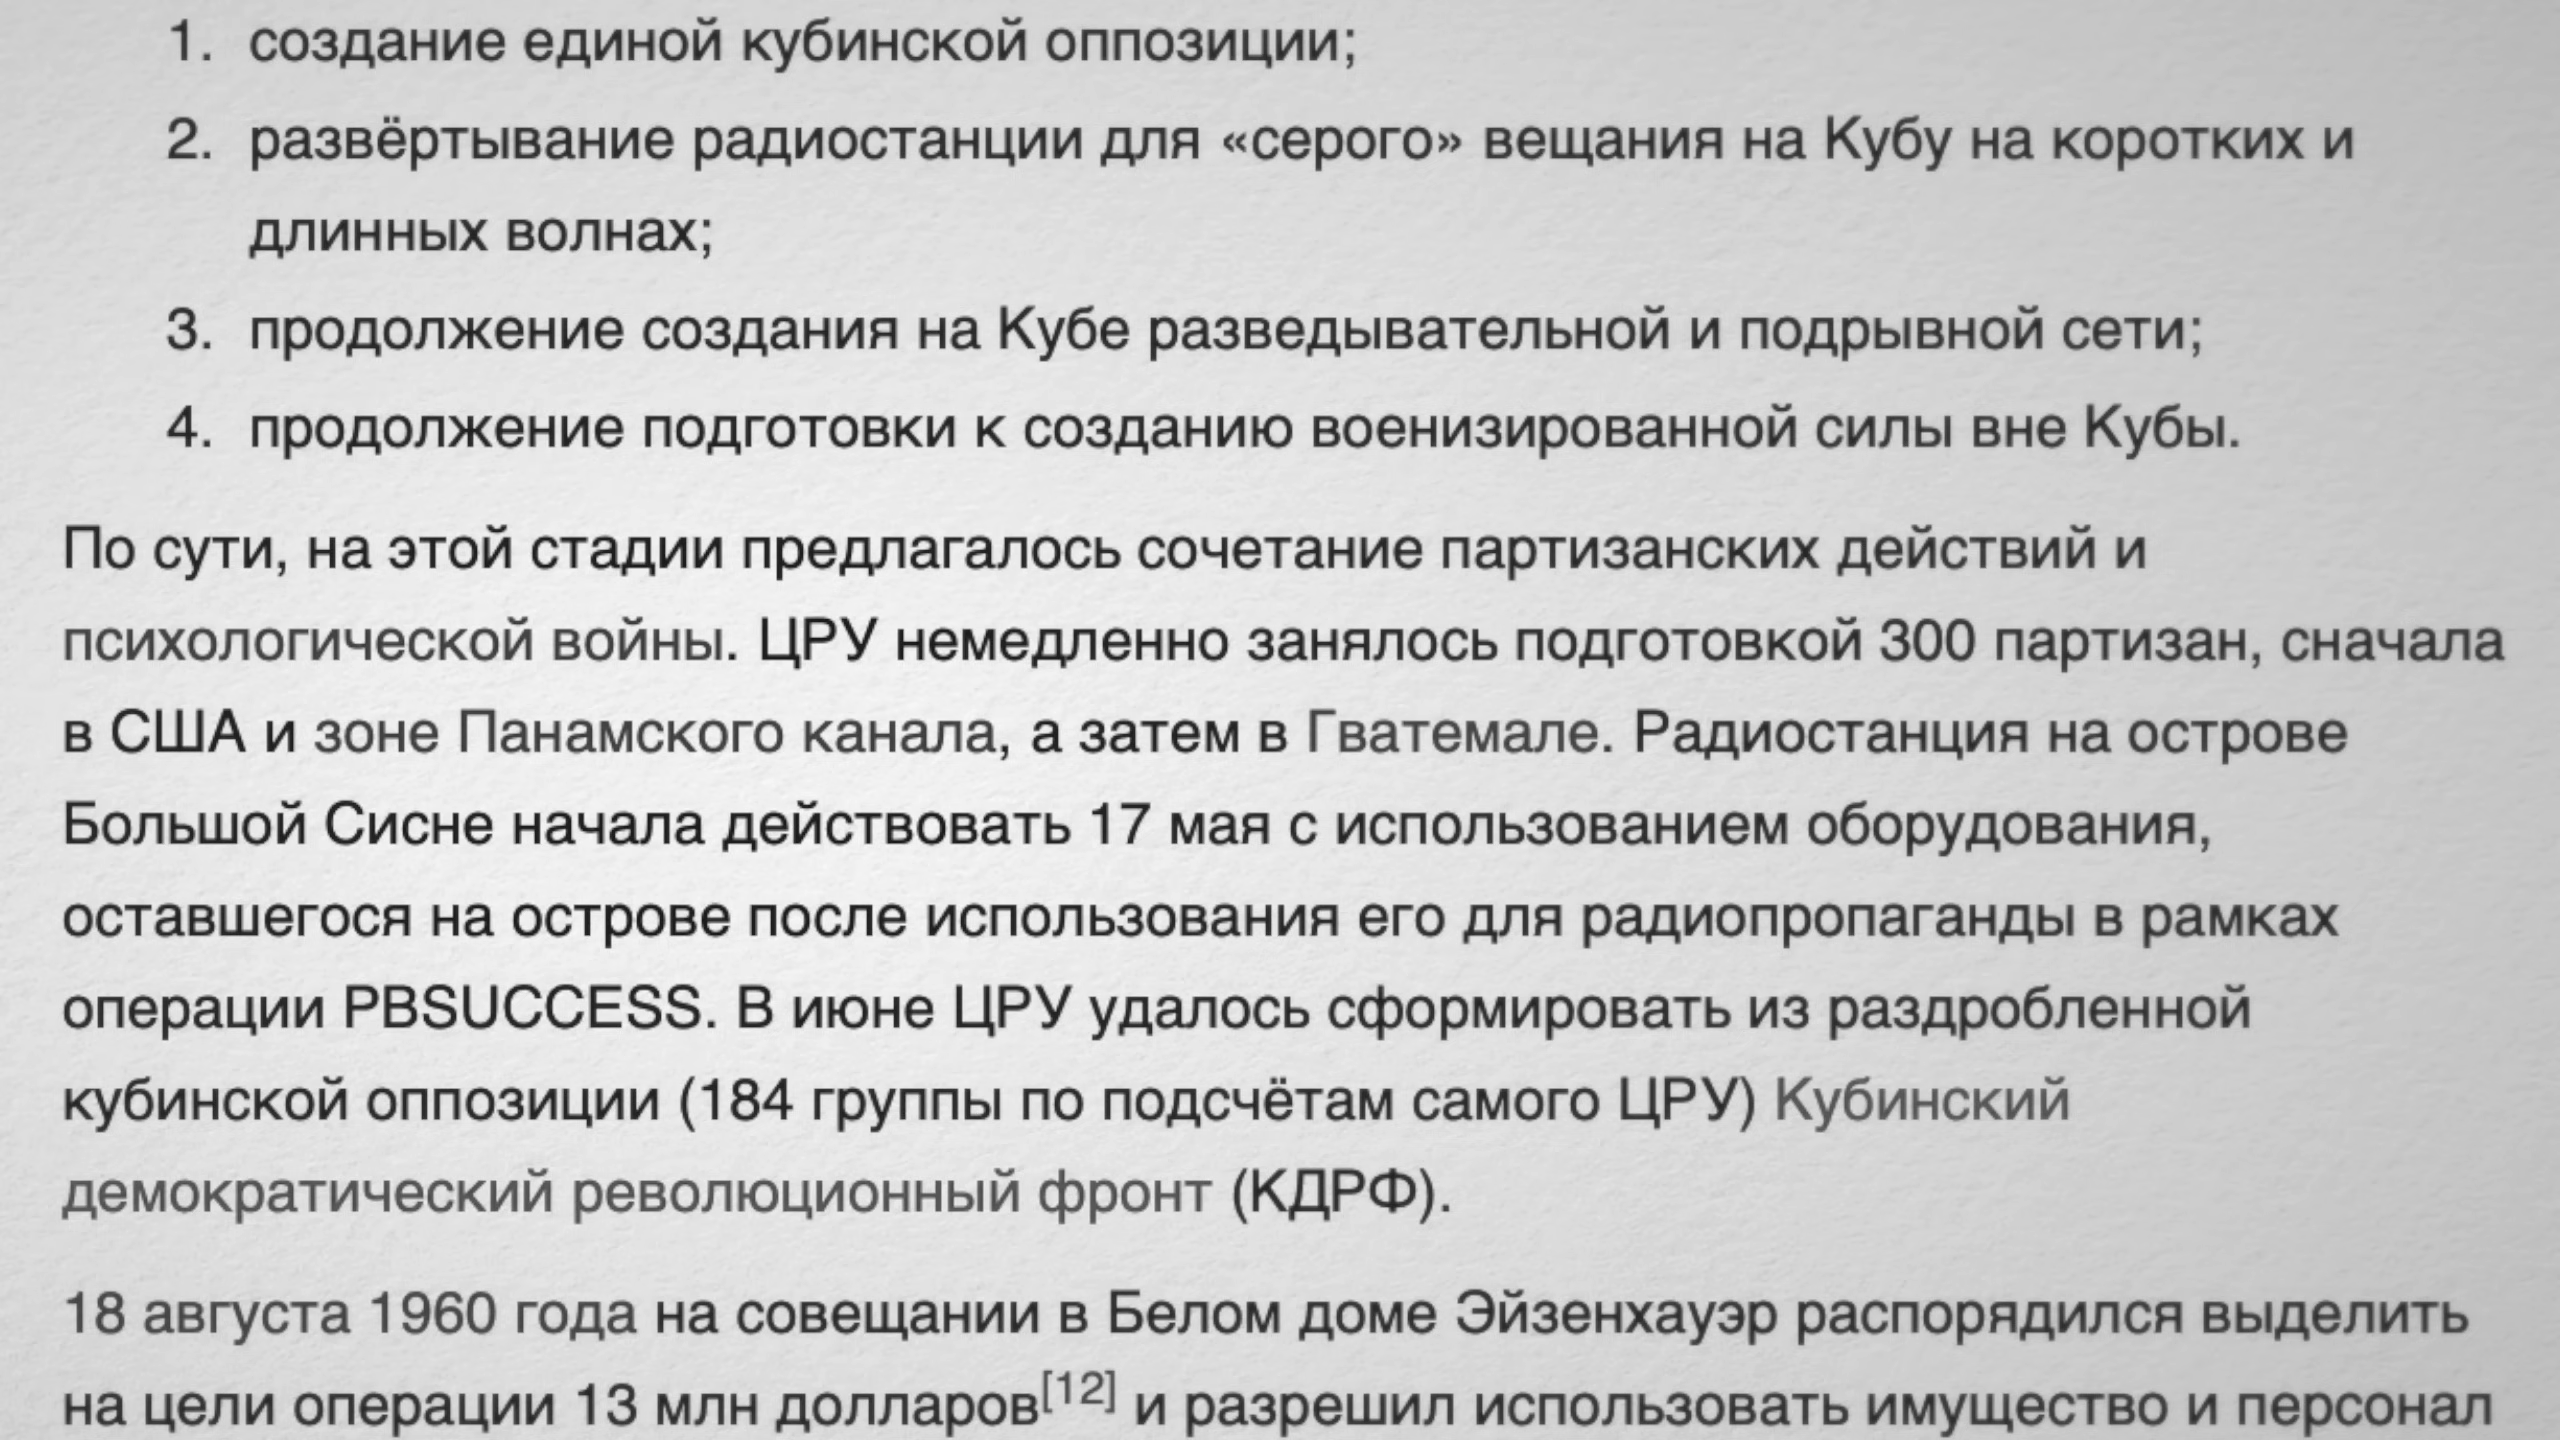 1. создание единой кубинской оппозиции;
2. развёртывание радиостанции для «серого» вещания на Кубу на коротких и
длинных волнах;
3. продолжение создания на Кубе разведывательной и подрывной сети;
4. продолжение подготовки к созданию военизированной силы вне Кубы.
По сути, на этой стадии предлагалось сочетание партизанских действий и
психологической войны. ЦРУ немедленно занялось подготовкой 300 партизан, сначала
в США и зоне Панамского канала, а затем в Гватемале. Радиостанция на острове
Большой Сисне начала действовать 17 мая с использованием оборудования,
оставшегося на острове после использования его для радиопропаганды в рамках
операции PBSUCCESS. В июне ЦРУ удалось сформировать из раздробленной
кубинской оппозиции (184 группы по подсчётам самого ЦРУ) Кубинский
демократический революционный фронт (КДРФ).
18 августа 1960 года на совещании в Белом доме Эйзенхауэр распорядился выделить
на цели операции 13 млн долларов[12] и разрешил использовать имущество и персонал